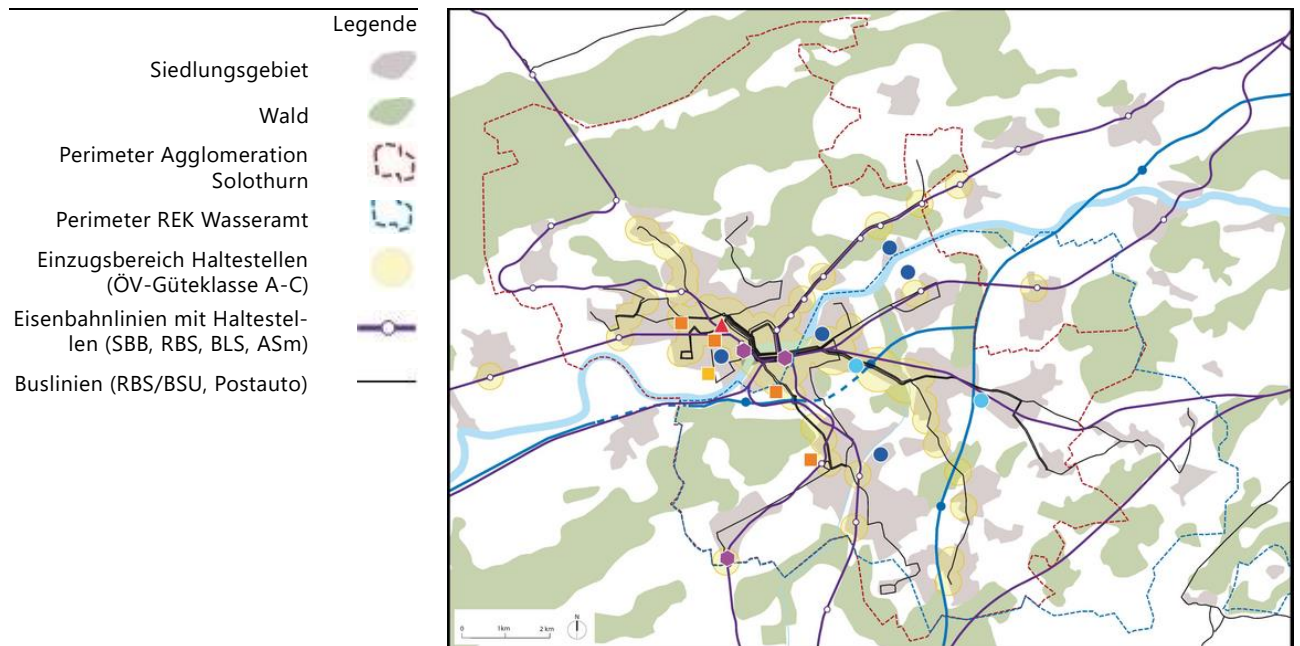 Legende
Siedlungsgebiet
Wald
Perimeter Agglomeration
Solothurn
Perimeter REK Wasseramt
Einzugsbereich Haltestellen
(ÖV-Güteklasse A-C)
Eisenbahnlinien mit Haltestel-
len (SBB, RBS, BLS, ASm)
Buslinien (RBS/BSU, Postauto)
0 1km 2km
N